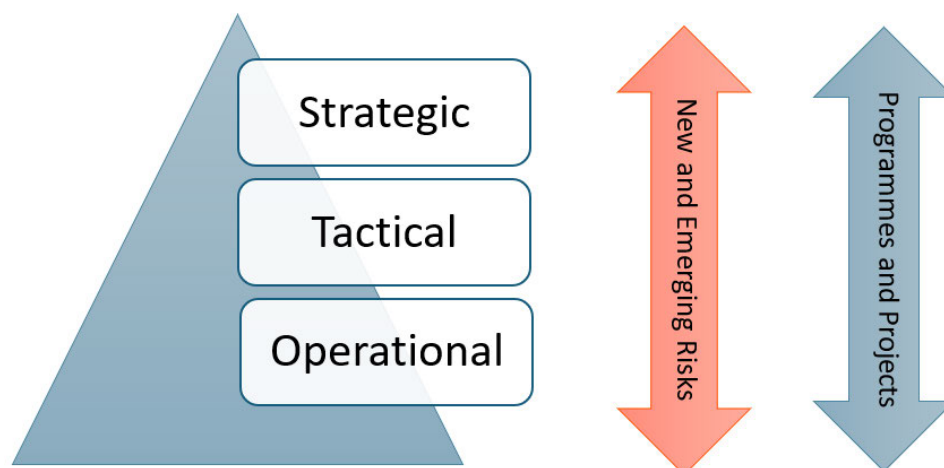 Strategic
Tactical
Operational
New and Emerging Risks
Programmes and Projects